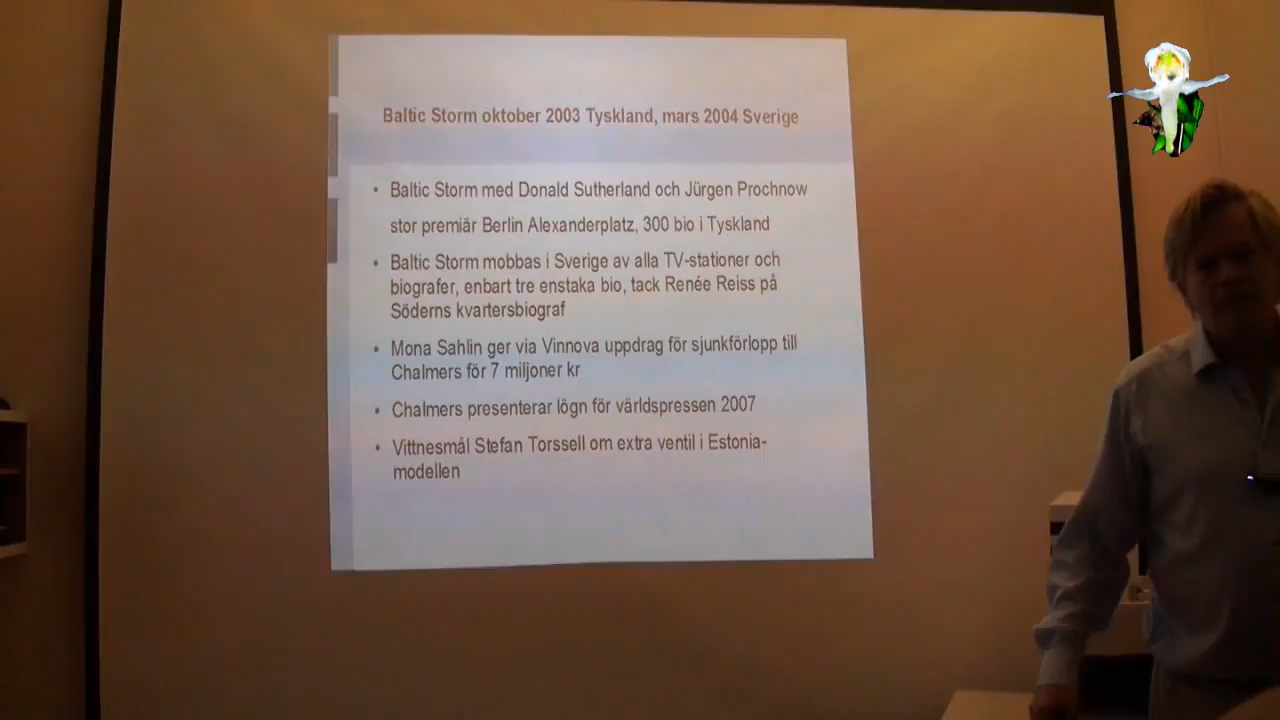 Baltic Storm oktober 2003 Tyskland, mars 2004 Sverige
• Baltic Storm med Donald Sutherland och Jürgen Prochnow
stor premiär Berlin Alexanderplatz, 300 bio i Tyskland
• Baltic Storm mobbas i Sverige av alla TV-stationer och
biografer, enbart tre enstaka bio, tack Renée Reiss på
Söderns kvartersbiograf
• Mona Sahlin ger via Vinnova uppdrag för sjunkförlopp till
Chalmers för 7 miljoner kr
• Chalmers presenterar lögn för världspressen 2007
• Vittnesmål Stefan Torssell om extra ventil i Estonia-
modellen